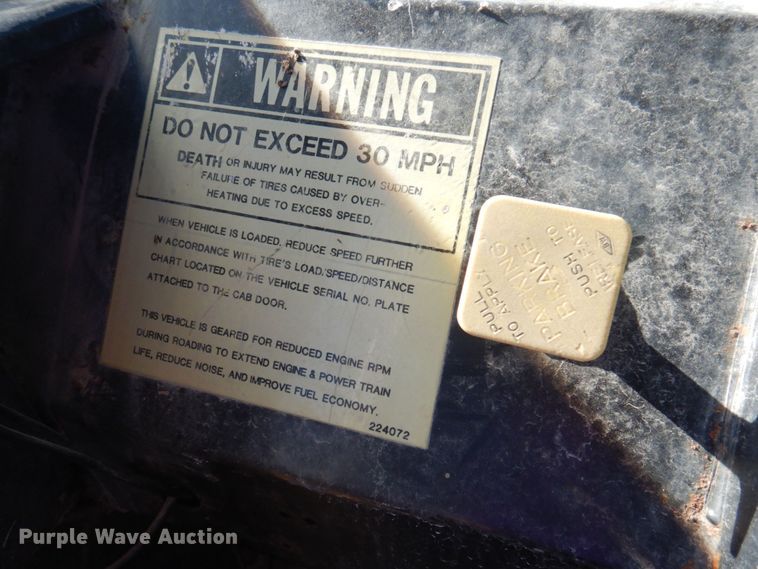 WARNING
DO NOT EXCEED 30 MPH
DEATH OR INJURY MAY RESULT FROM SUDDEN
FAILURE OF TIRES CAUSED BY OVER-
HEATING DUE TO EXCESS SPEED.
WHEN VEHICLE IS LOADED, REDUCE SPEED FURTHER
IN ACCORDANCE WITH TIRE'S LOAD/SPEED/DISTANCE
CHART LOCATED ON THE VEHICLE SERIAL NO. PLATE
ATTACHED TO THE CAB DOOR.
THIS VEHICLE IS GEARED FOR REDUCED ENGINE RPM
DURING ROADING TO EXTEND ENGINE & POWER TRAIN
LIFE, REDUCE NOISE, AND IMPROVE FUEL ECONOMY.
224072
PULL
TO APPLY
PARKING
BRAKE
PUSH TO
RELEASE
Purple Wave Auction